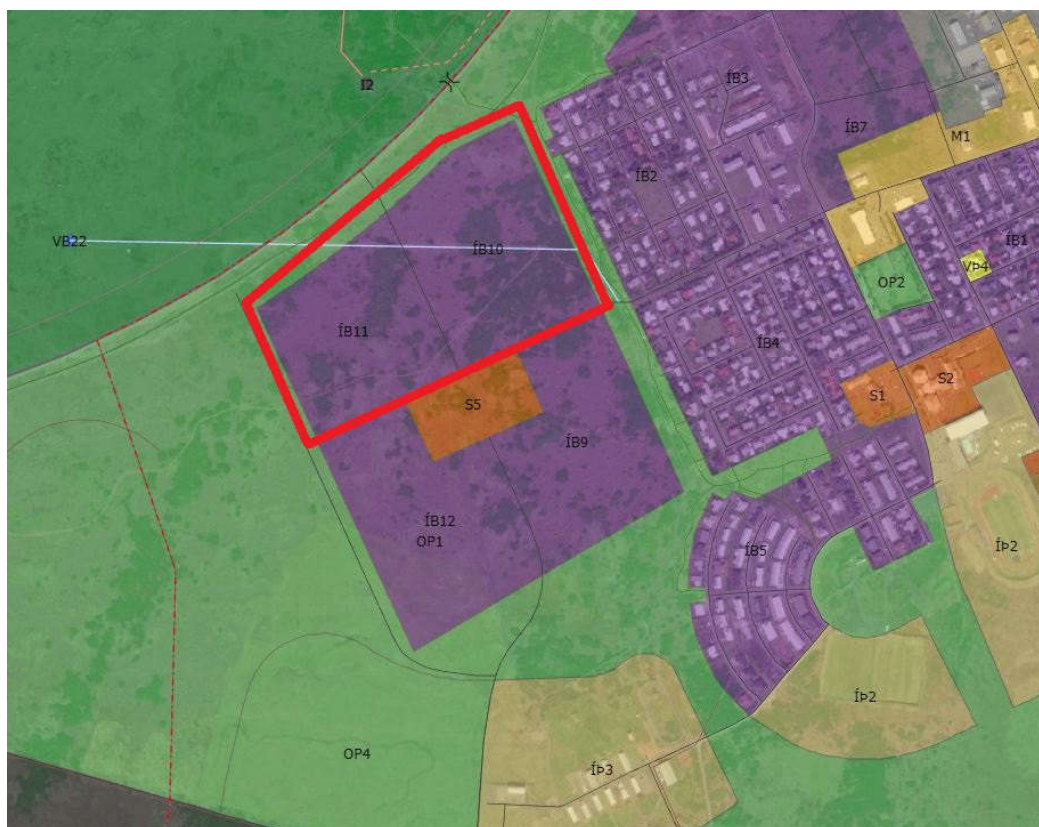 I2
ÍB3
ÍB7
M1
ÍB2
VB22
ÍB10
ÍB1
VÞ4
OP2
ÍB11
ÍB4
S2
S1
S5
ÍB9
ÍB12
OP1
ÍB5
ÍÞ2
ÍÞ2
OP4
ÍÞ3